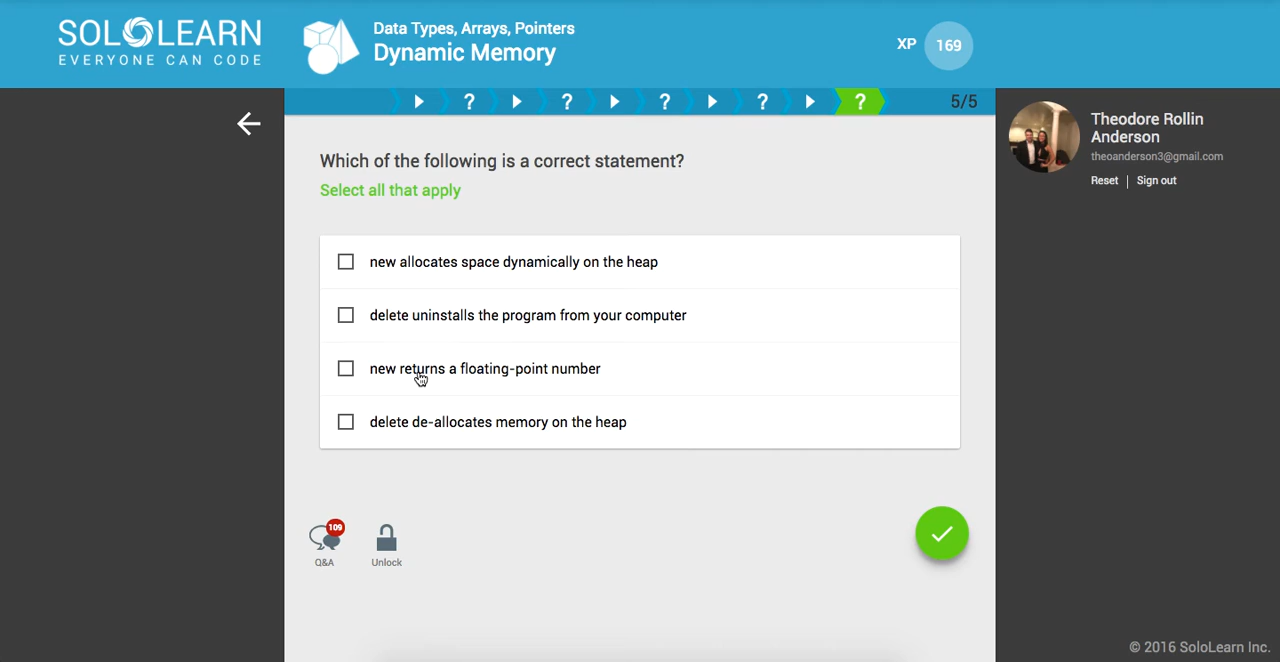 SOLOLEARN
EVERYONE CAN CODE
Data Types, Arrays, Pointers
Dynamic Memory
XP 169
? ? ? ? ? 5/5
Theodore Rollin
Anderson
theoanderson3@gmail.com
Reset | Sign out
Which of the following is a correct statement?
Select all that apply
new allocates space dynamically on the heap
delete uninstalls the program from your computer
new returns a floating-point number
delete de-allocates memory on the heap
109
Q&A Unlock
© 2016 SoloLearn Inc.